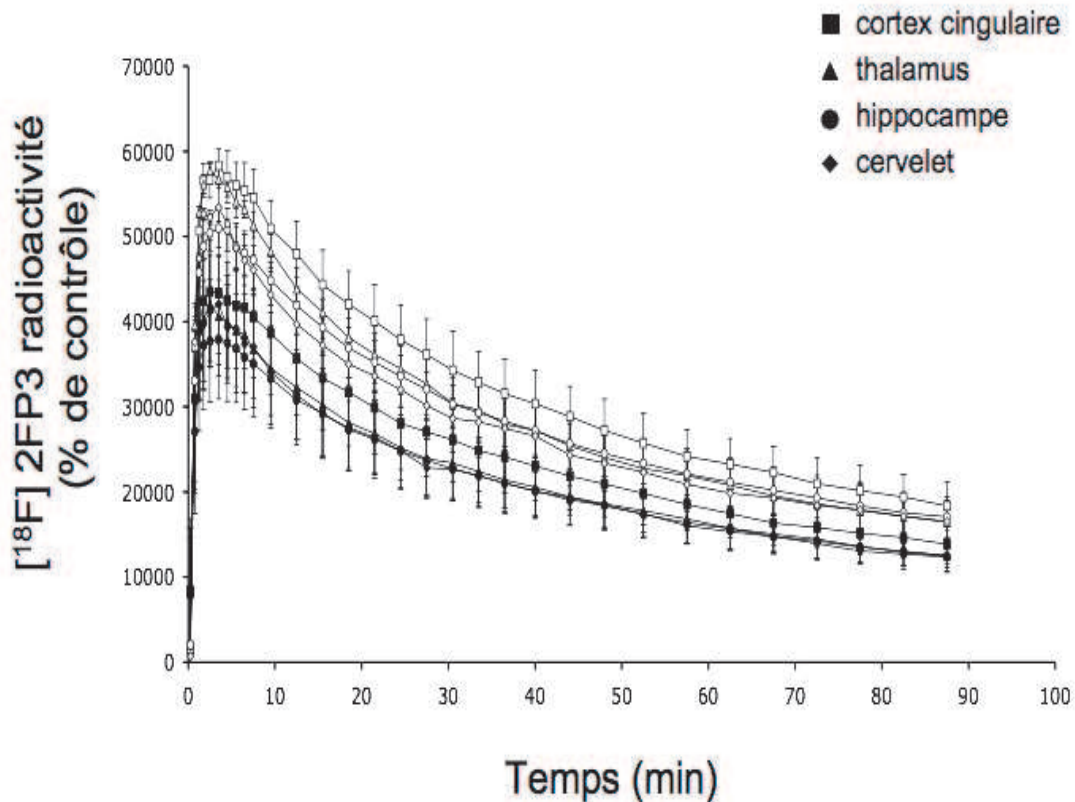 cortex cingulaire
thalamus
hippocampe
cervelet
[¹⁸F] 2FP3 radioactivité
(% de contrôle)
70000
60000
50000
40000
30000
20000
10000
0
0 10 20 30 40 50 60 70 80 90 100
Temps (min)